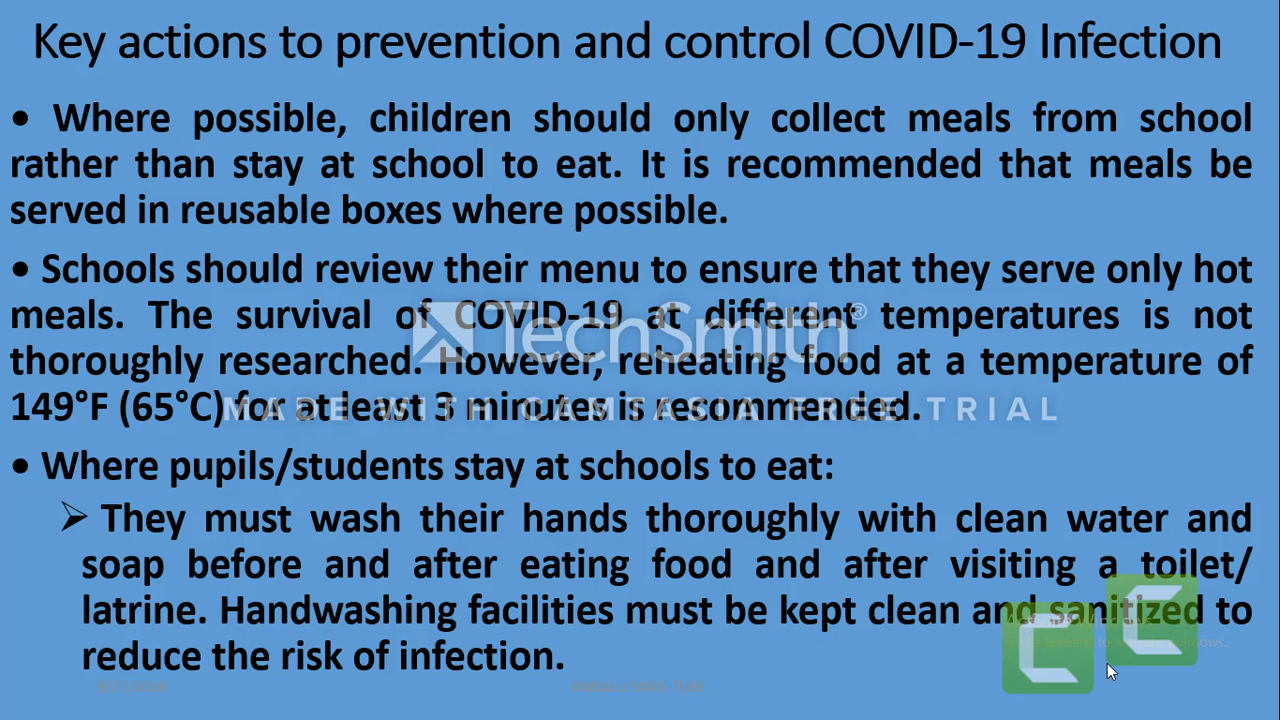 Key actions to prevention and control COVID-19 Infection
• Where possible, children should only collect meals from school
rather than stay at school to eat. It is recommended that meals be
served in reusable boxes where possible.
• Schools should review their menu to ensure that they serve only hot
meals. The survival of COVID-19 at different temperatures is not
thoroughly researched. However, reheating food at a temperature of
149°F (65°C) for at least 3 minutes is recommended.
TechSmith®
MADE WITH CAMTASIA FREE TRIAL
• Where pupils/students stay at schools to eat:
➢ They must wash their hands thoroughly with clean water and
soap before and after eating food and after visiting a toilet/
latrine. Handwashing facilities must be kept clean and sanitized to
reduce the risk of infection.